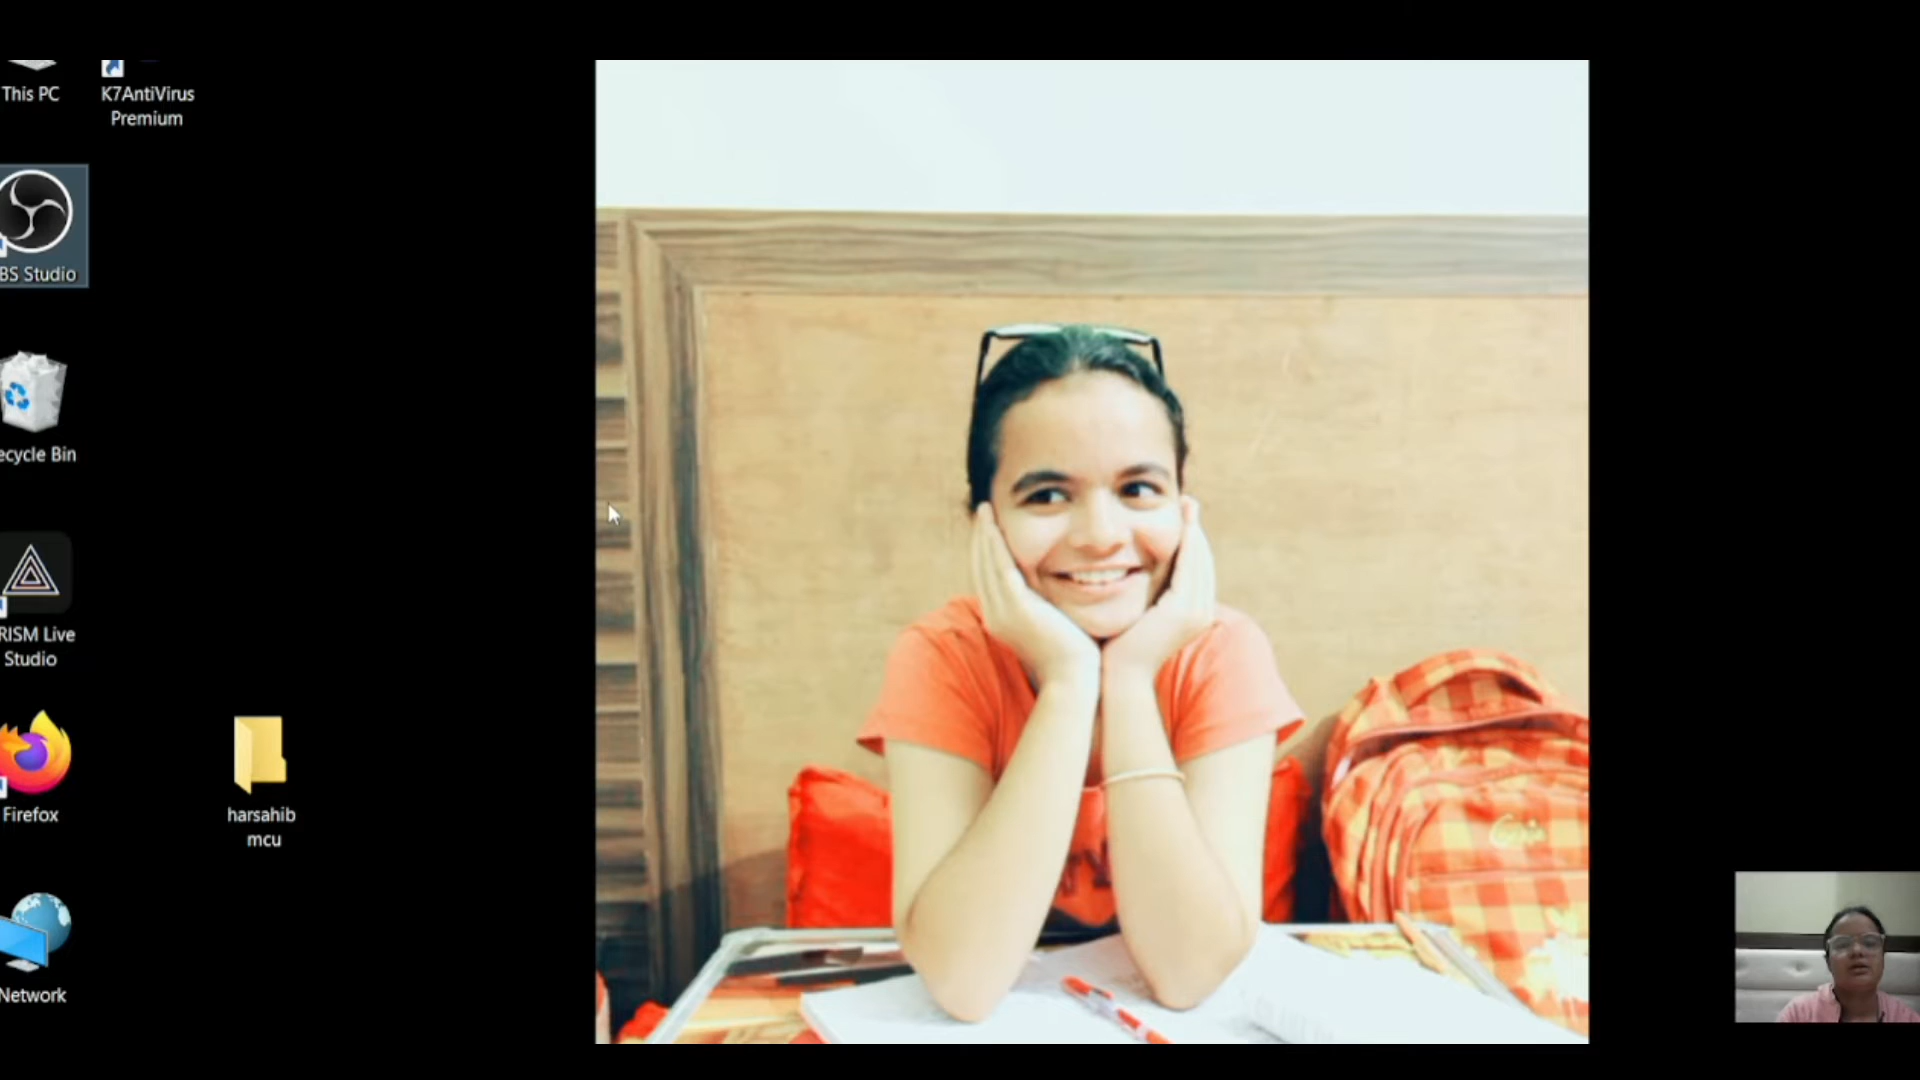 This PC
K7AntiVirus
Premium
BS Studio
ecycle Bin
RISM Live
Studio
Firefox
harsahib
mcu
Network